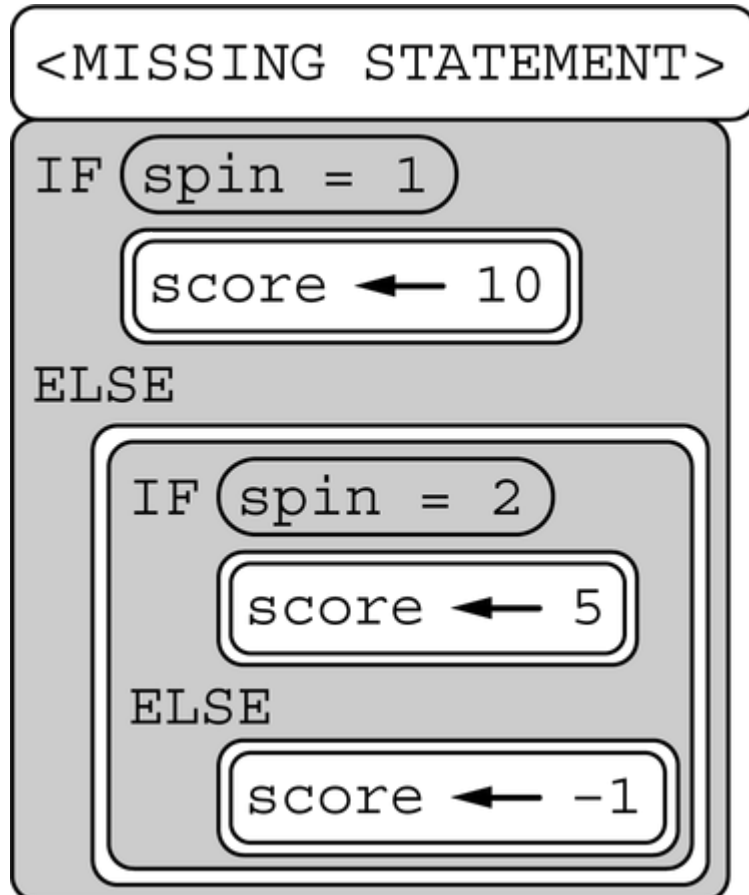 <MISSING STATEMENT>
IF spin = 1
score ← 10
ELSE
IF spin = 2
score ← 5
ELSE
score ← -1